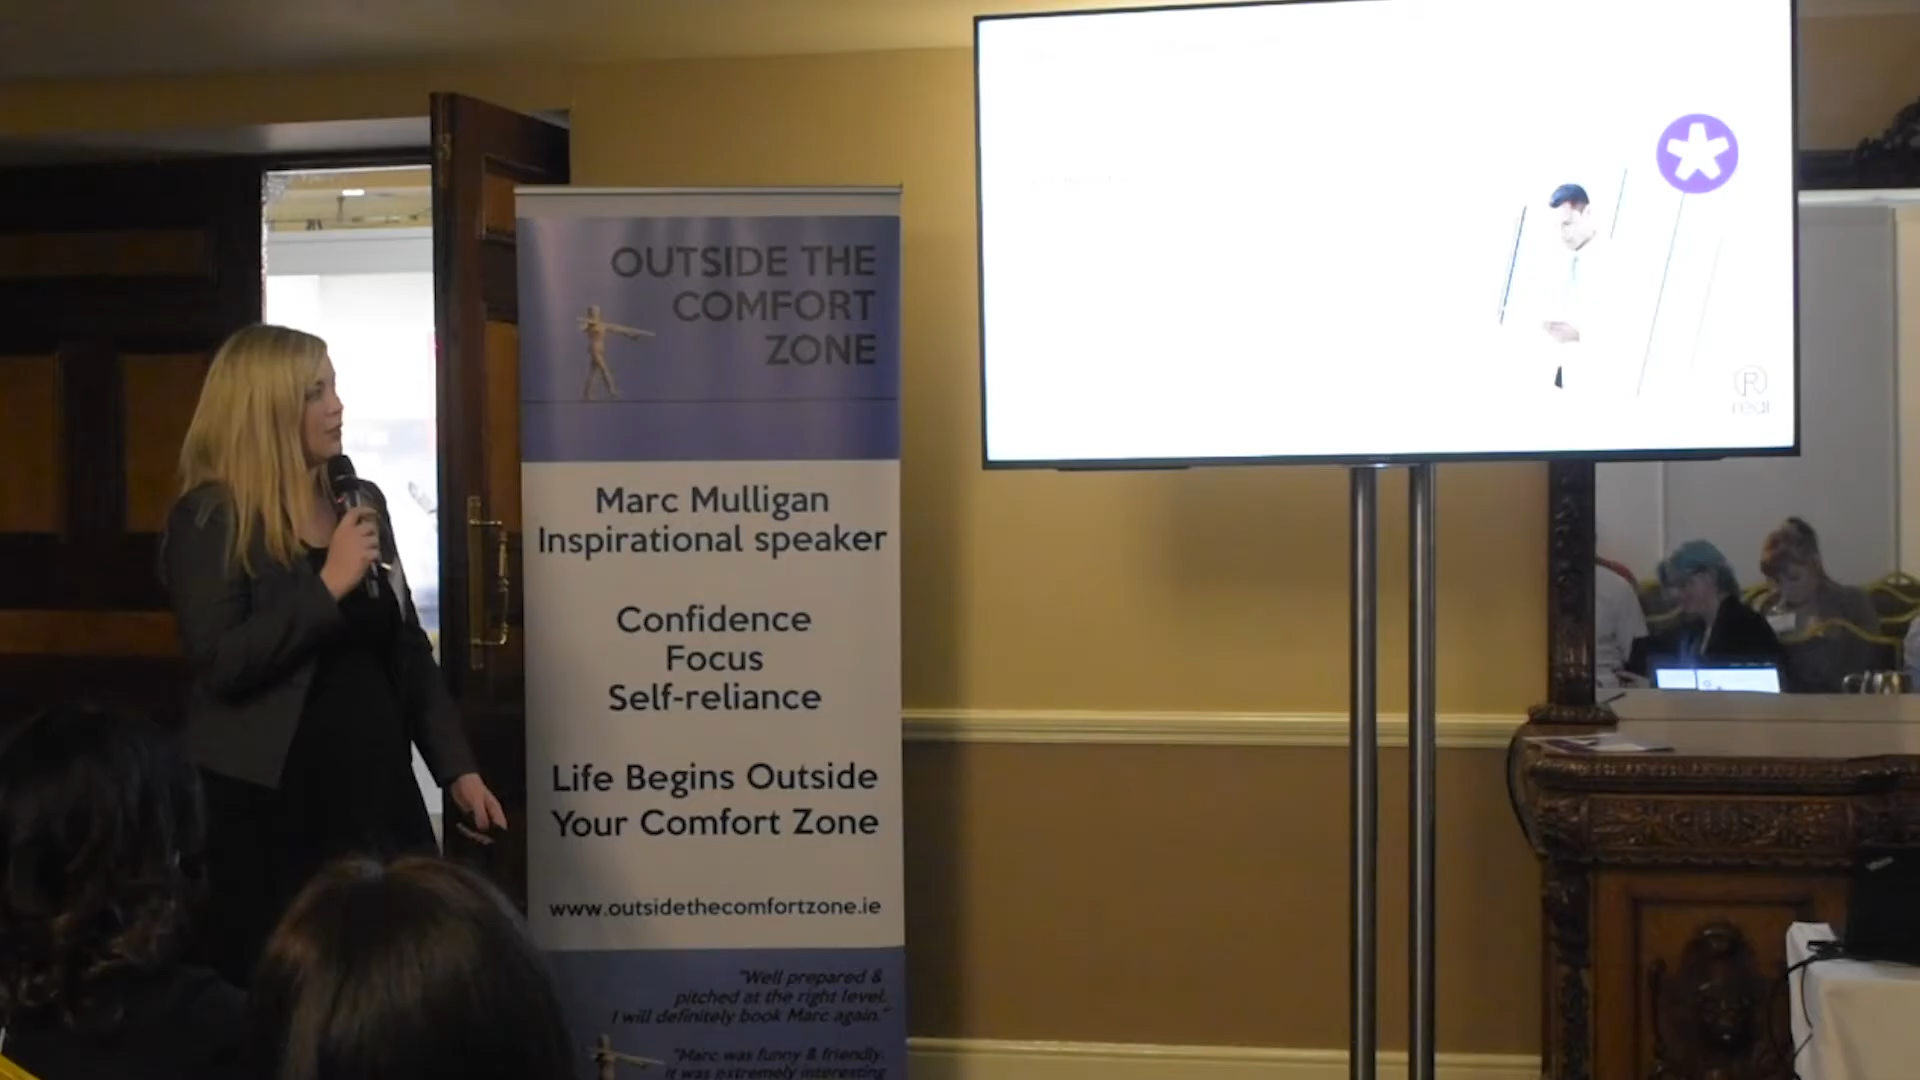 OUTSIDE THE
COMFORT
ZONE
Marc Mulligan
Inspirational speaker
Confidence
Focus
Self-reliance
Life Begins Outside
Your Comfort Zone
www.outsidethecomfortzone.ie
"Well prepared &
pitched at the right level.
I will definitely book Marc again."
"Marc was funny & friendly.
it was extremely interesting
R
real